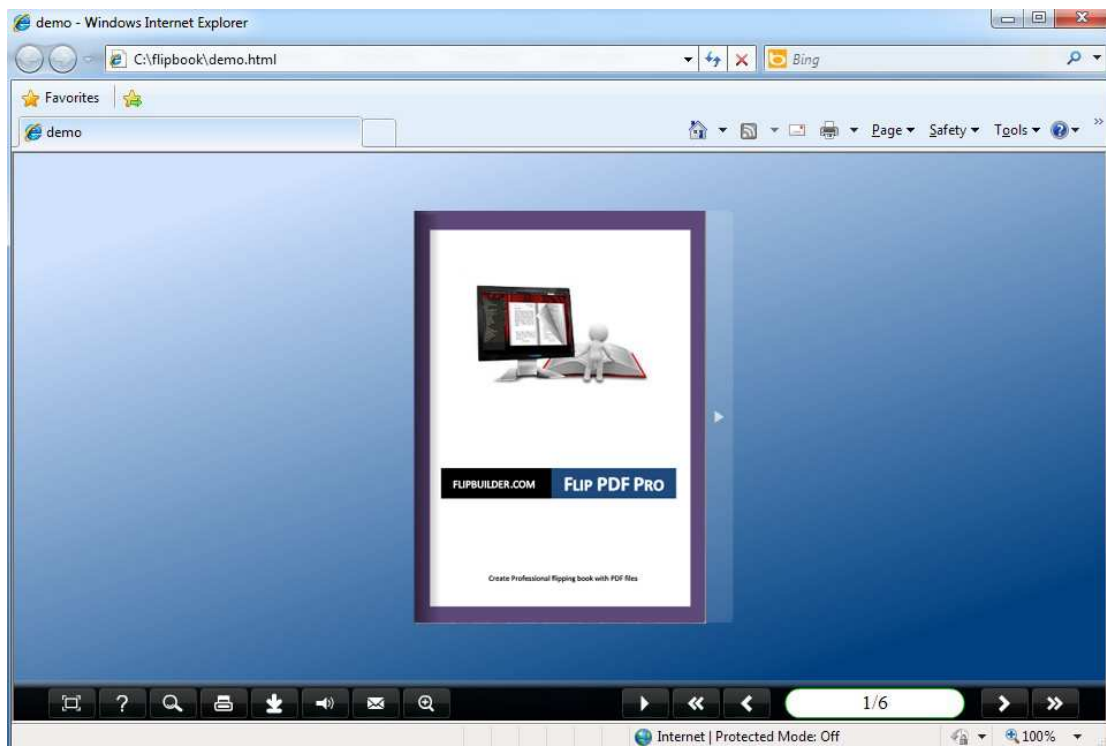 demo - Windows Internet Explorer
C:\flipbook\demo.html
Bing
Favorites
demo
Page
Safety
Tools
FLIPBUILDER.COM FLIP PDF PRO
Create Professional flipping book with PDF files
1/6
Internet | Protected Mode: Off
100%